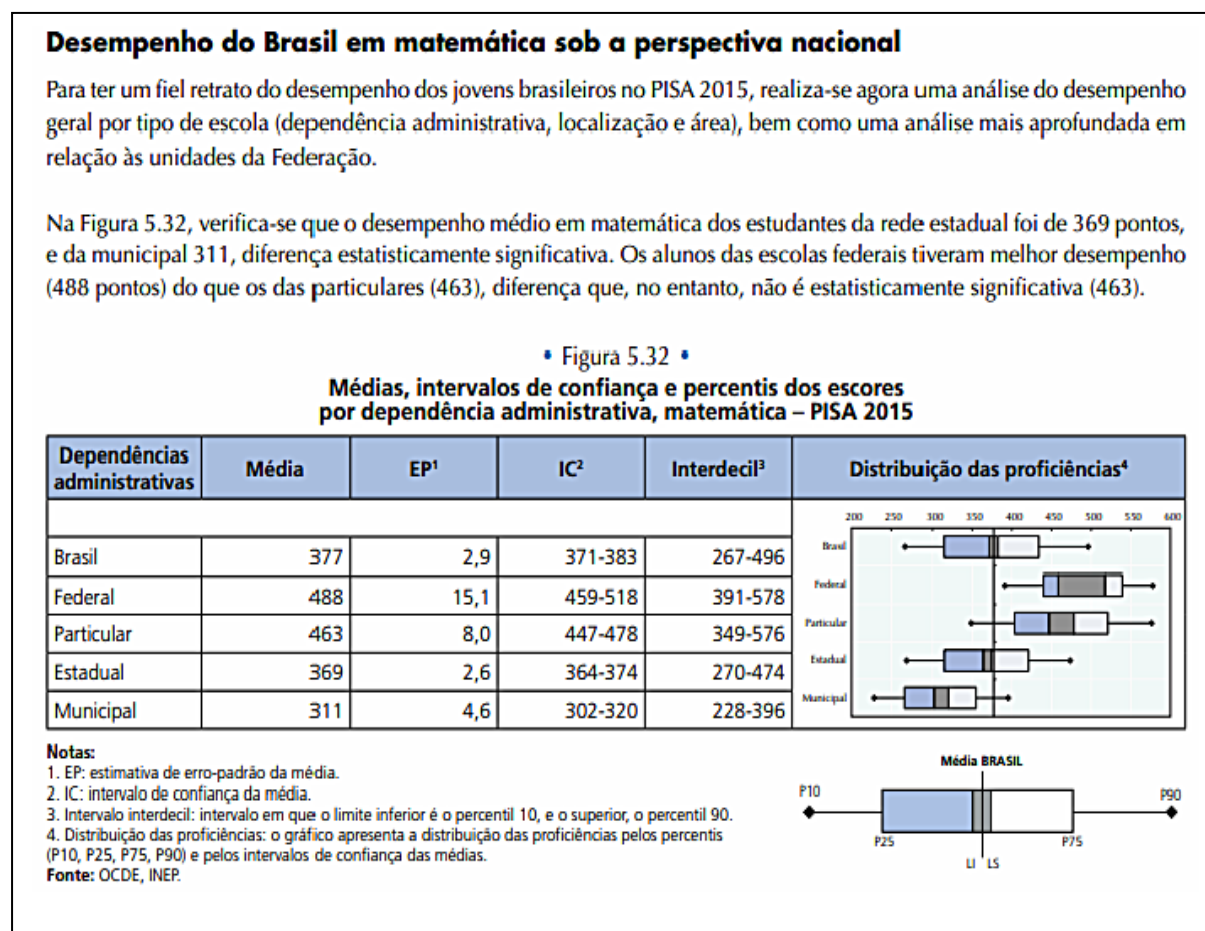 Desempenho do Brasil em matemática sob a perspectiva nacional
Para ter um fiel retrato do desempenho dos jovens brasileiros no PISA 2015, realiza-se agora uma análise do desempenho
geral por tipo de escola (dependência administrativa, localização e área), bem como uma análise mais aprofundada em
relação às unidades da Federação.
Na Figura 5.32, verifica-se que o desempenho médio em matemática dos estudantes da rede estadual foi de 369 pontos,
e da municipal 311, diferença estatisticamente significativa. Os alunos das escolas federais tiveram melhor desempenho
(488 pontos) do que os das particulares (463), diferença que, no entanto, não é estatisticamente significativa (463).
• Figura 5.32 •
Médias, intervalos de confiança e percentis dos escores
por dependência administrativa, matemática – PISA 2015
Dependências administrativas Média EP¹ IC² Interdecil³ Distribuição das proficiências⁴
200 250 300 350 400 450 500 550 600
Brasil 377 2,9 371-383 267-496 Brasil
Federal 488 15,1 459-518 391-578 Federal
Particular 463 8,0 447-478 349-576 Particular
Estadual 369 2,6 364-374 270-474 Estadual
Municipal 311 4,6 302-320 228-396 Municipal
Notas:
1. EP: estimativa de erro-padrão da média.
2. IC: intervalo de confiança da média.
3. Intervalo interdecil: intervalo em que o limite inferior é o percentil 10, e o superior, o percentil 90.
4. Distribuição das proficiências: o gráfico apresenta a distribuição das proficiências pelos percentis
(P10, P25, P75, P90) e pelos intervalos de confiança das médias.
Fonte: OCDE, INEP.
Média BRASIL
P10 P90
P25 P75
LI LS